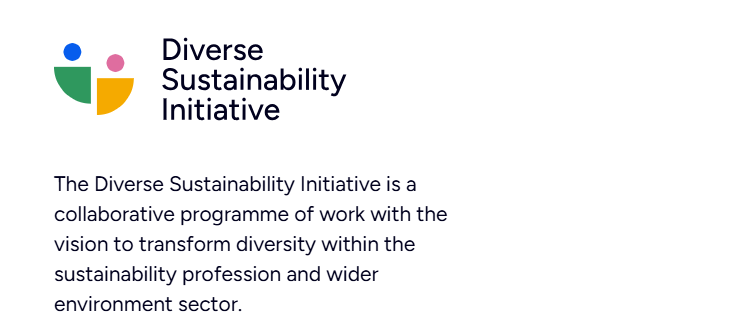 Diverse
Sustainability
Initiative
The Diverse Sustainability Initiative is a
collaborative programme of work with the
vision to transform diversity within the
sustainability profession and wider
environment sector.